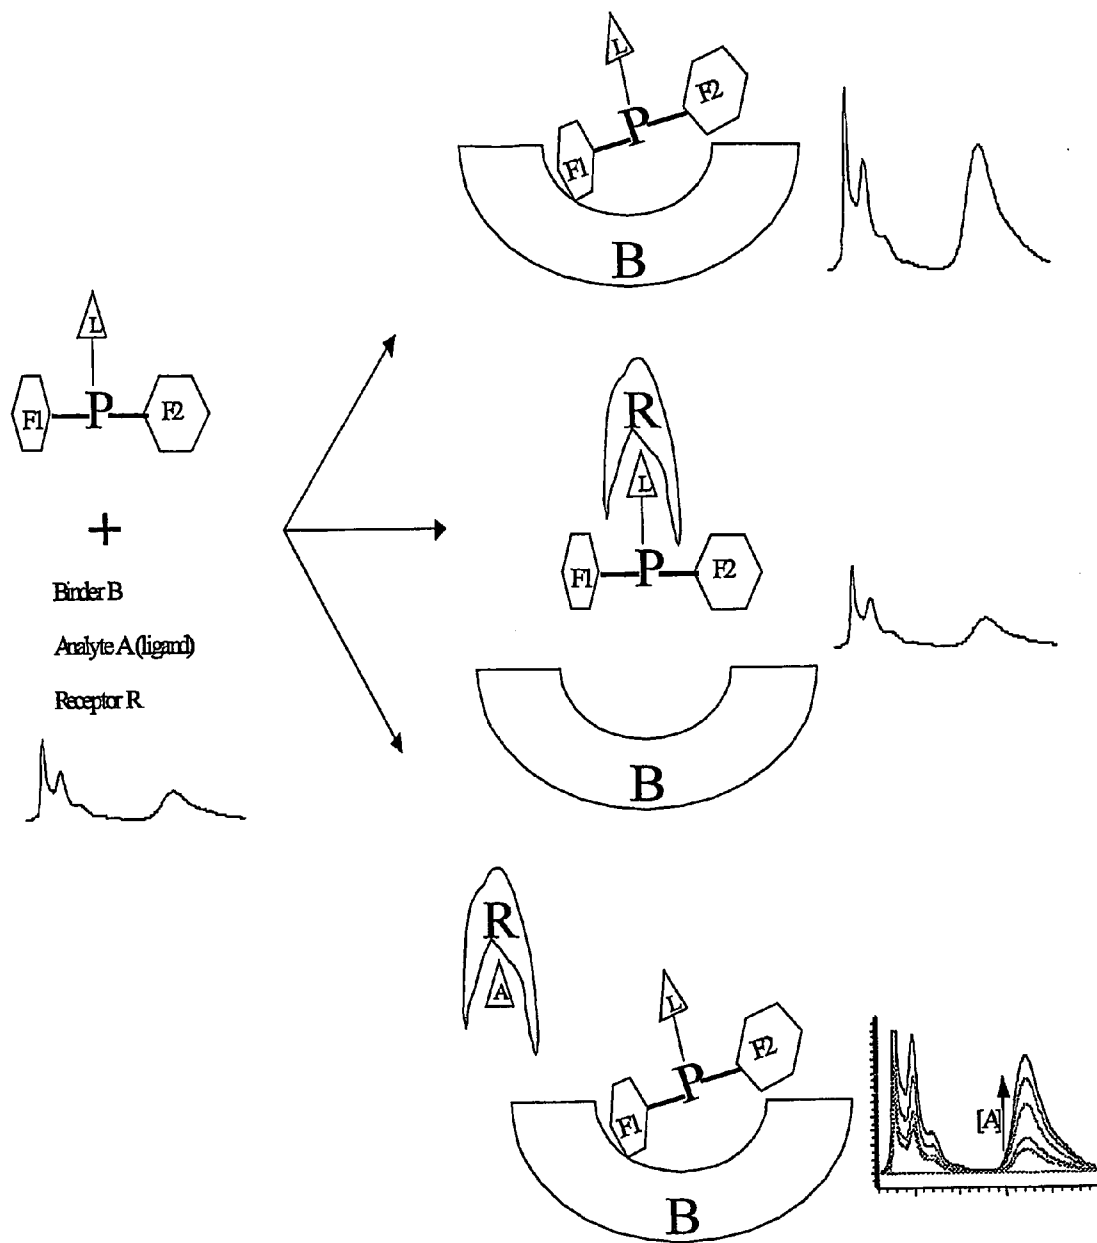 L
F1 P F2
+
Binder B
Analyte A (ligand)
Receptor R
L
P F2
F1
B
R
L
F1 P F2
B
R
A
L
F2
P
F1
B
[A]